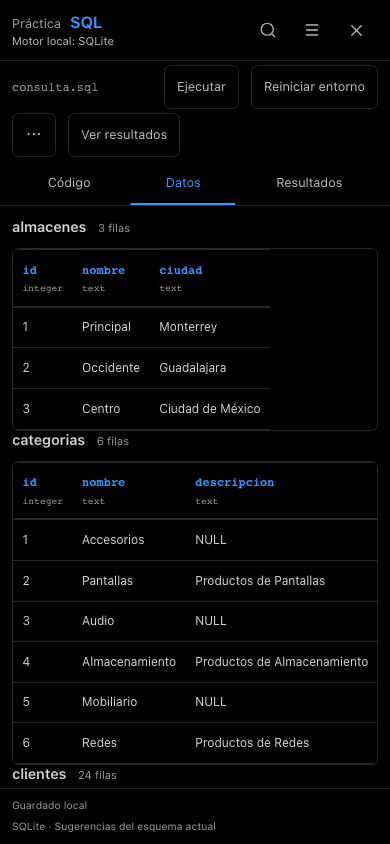 Práctica SQL
Motor local: SQLite
consulta.sql
Ejecutar
Reiniciar entorno
...
Ver resultados
Código Datos Resultados
almacenes 3 filas
id nombre ciudad
integer text text
1 Principal Monterrey
2 Occidente Guadalajara
3 Centro Ciudad de México
categorias 6 filas
id nombre descripcion
integer text text
1 Accesorios NULL
2 Pantallas Productos de Pantallas
3 Audio NULL
4 Almacenamiento Productos de Almacenamiento
5 Mobiliario NULL
6 Redes Productos de Redes
clientes 24 filas
Guardado local
SQLite · Sugerencias del esquema actual